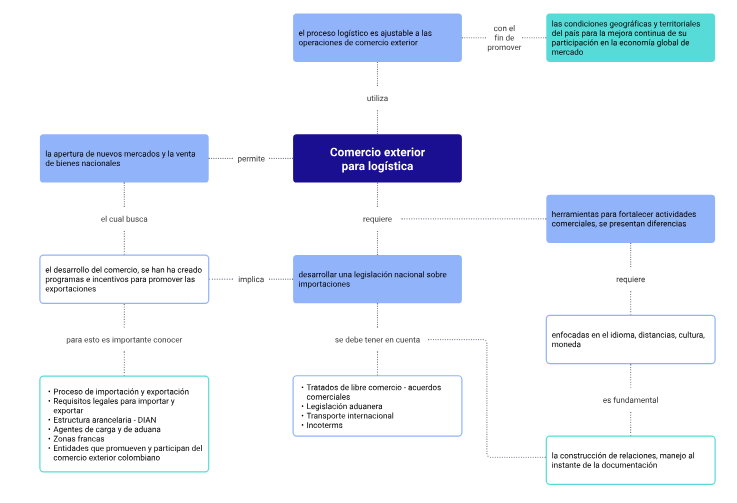 el proceso logístico es ajustable a las
operaciones de comercio exterior
con el
fin de
promover
las condiciones geográficas y territoriales
del país para la mejora continua de su
participación en la economía global de
mercado
utiliza
la apertura de nuevos mercados y la venta
de bienes nacionales
permite
Comercio exterior
para logística
el cual busca
requiere
herramientas para fortalecer actividades
comerciales, se presentan diferencias
el desarrollo del comercio, se han ha creado
programas e incentivos para promover las
exportaciones
implica
desarrollar una legislación nacional sobre
importaciones
requiere
para esto es importante conocer
se debe tener en cuenta
enfocadas en el idioma, distancias, cultura,
moneda
• Proceso de importación y exportación
• Requisitos legales para importar y
exportar
• Estructura arancelaria - DIAN
• Agentes de carga y de aduana
• Zonas francas
• Entidades que promueven y participan del
comercio exterior colombiano
• Tratados de libre comercio - acuerdos
comerciales
• Legislación aduanera
• Transporte internacional
• Incoterms
es fundamental
la construcción de relaciones, manejo al
instante de la documentación